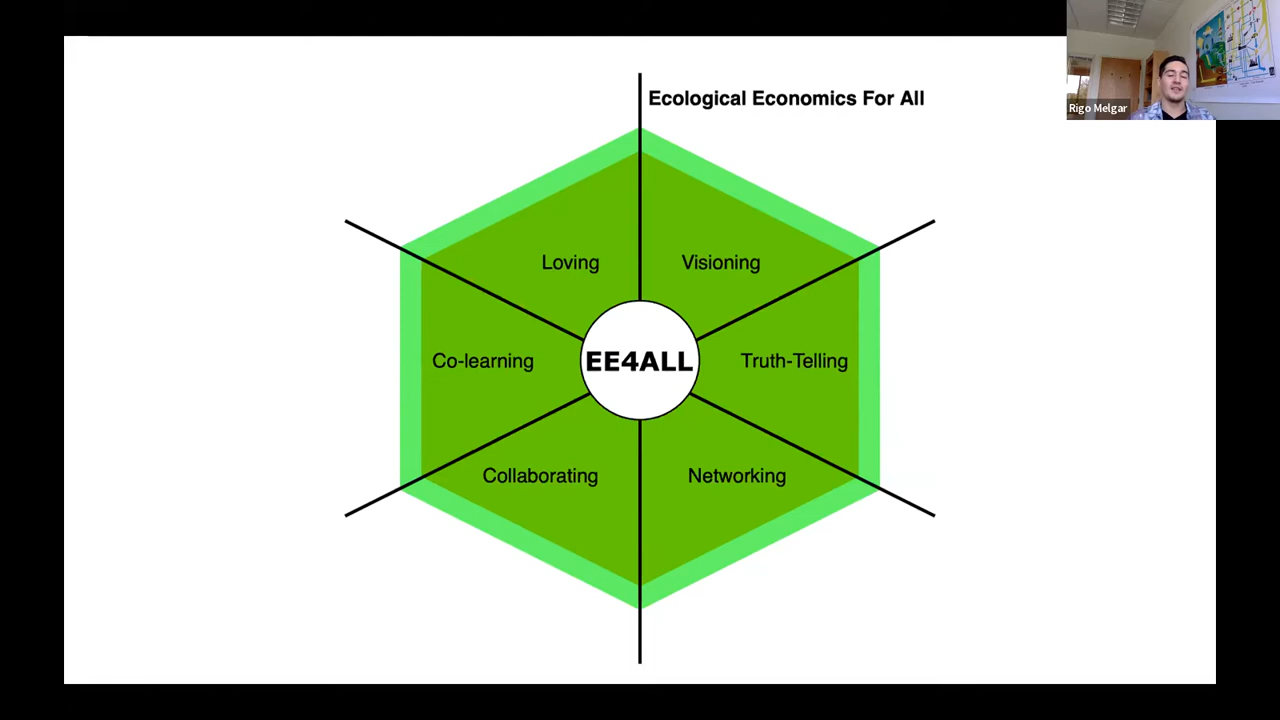 Ecological Economics For All
Rigo Melgar
Loving
Visioning
Co-learning
EE4ALL
Truth-Telling
Collaborating
Networking